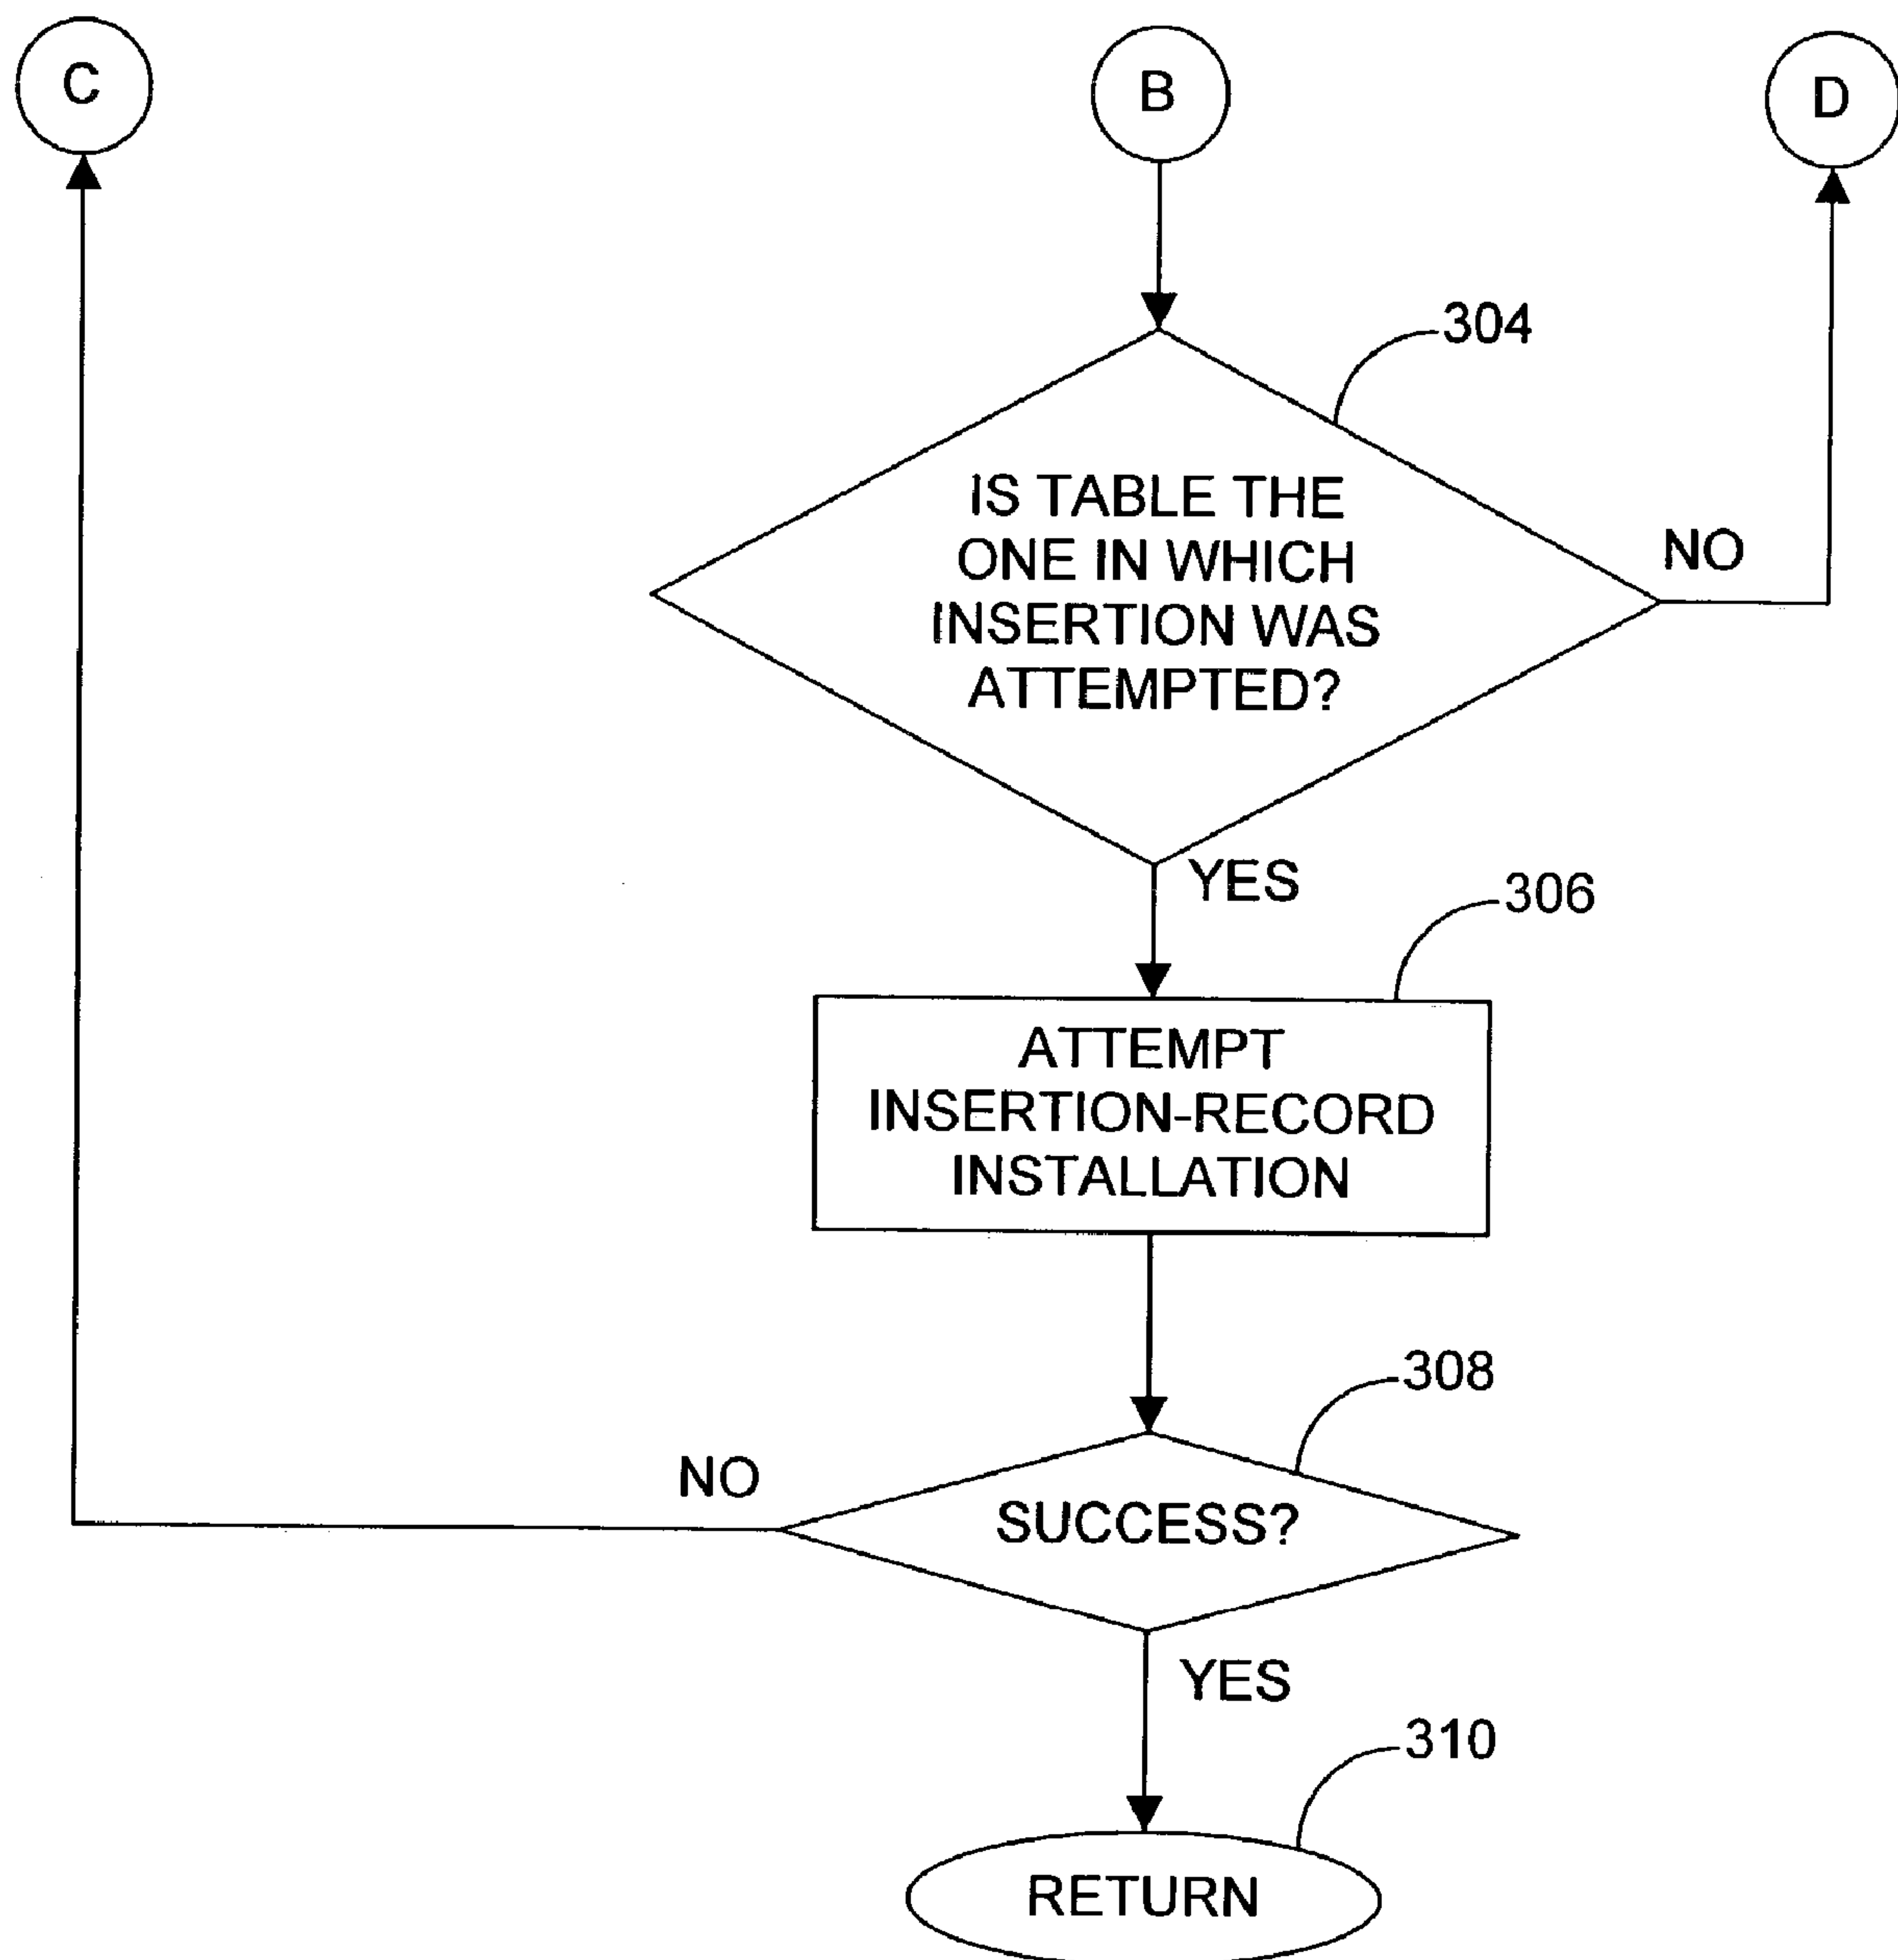 C
B
D
304
IS TABLE THE
ONE IN WHICH
INSERTION WAS
ATTEMPTED?
NO
YES
306
ATTEMPT
INSERTION-RECORD
INSTALLATION
308
NO
SUCCESS?
YES
310
RETURN